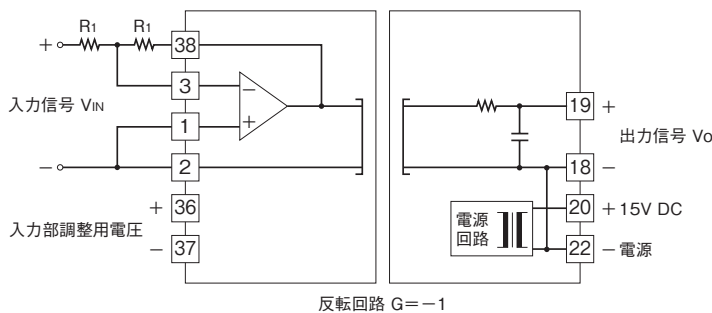 R1 R1
+ 38
3 −
入力信号 VIN
1 +
− 2
+ 36
入力部調整用電圧
− 37
19 +
出力信号 Vo
18 −
電源
回路
20 +15V DC
22 −電源
反転回路 G=−1